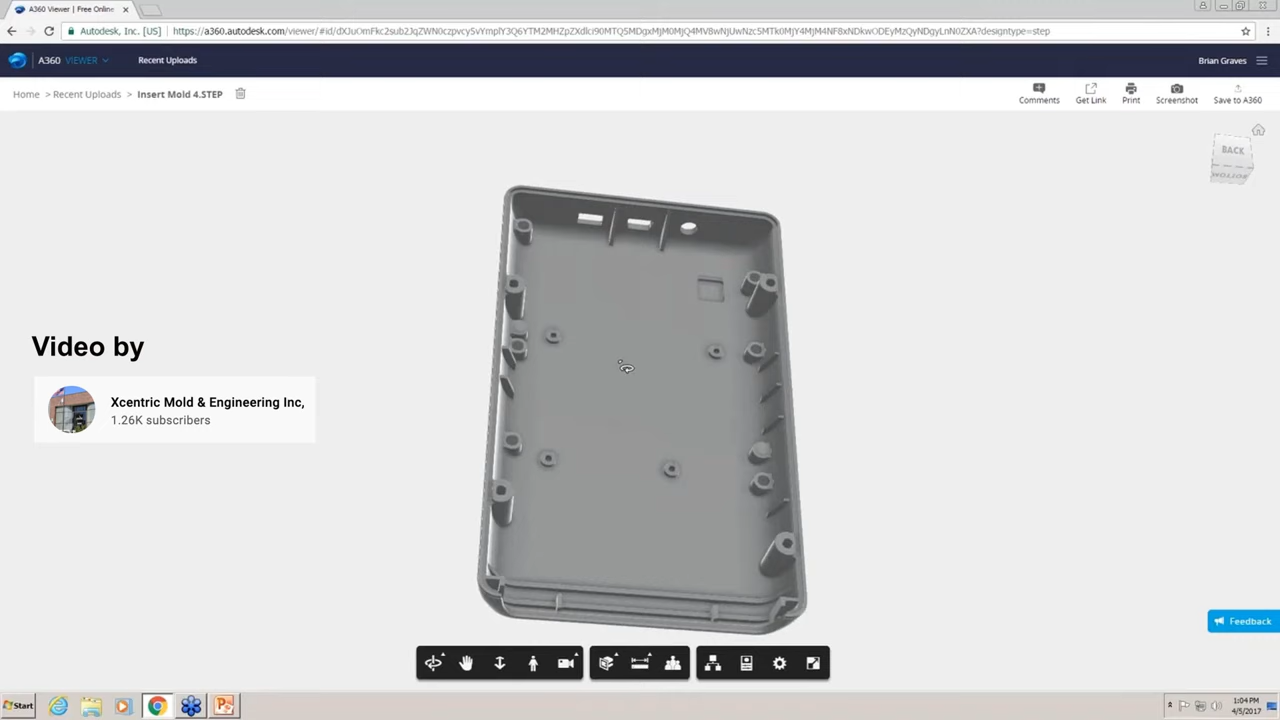 A360 Viewer | Free Online
Autodesk, Inc. [US]
Brian Graves
A360 VIEWER
Recent Uploads
Home > Recent Uploads > Insert Mold 4.STEP
Comments
Get Link
Print
Screenshot
Save to A360
BACK
BOTTOM
Video by
Xcentric Mold & Engineering Inc,
1.26K subscribers
Feedback
Start
1:04 PM
4/5/2017